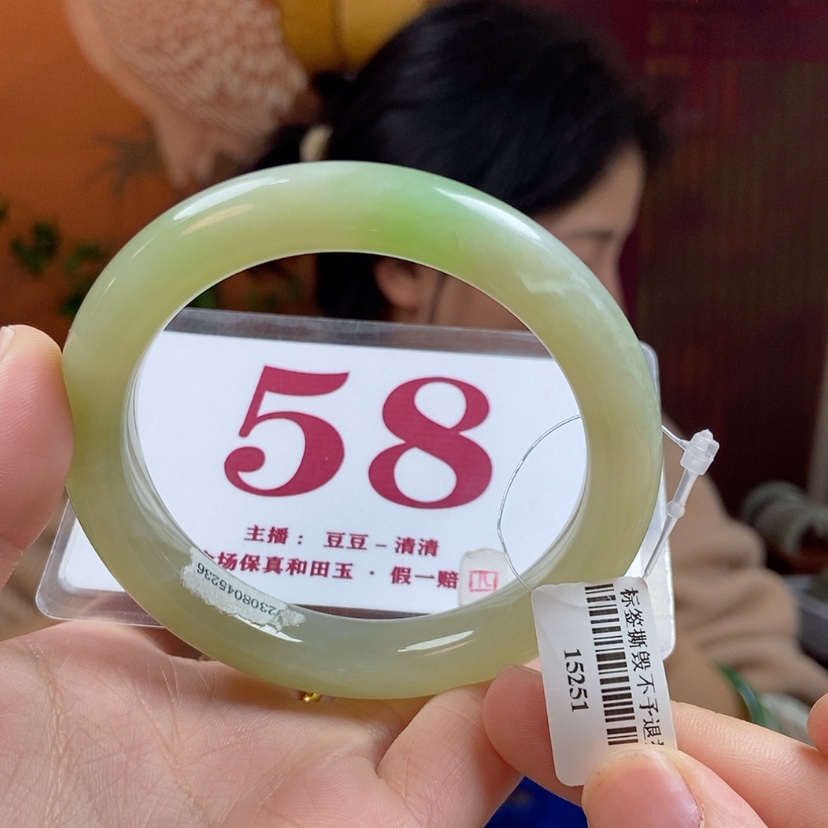 58
主播： 豆豆－清清
场保真和田玉 · 假一赔
四
2308045236
标签撕毁不予退
15251